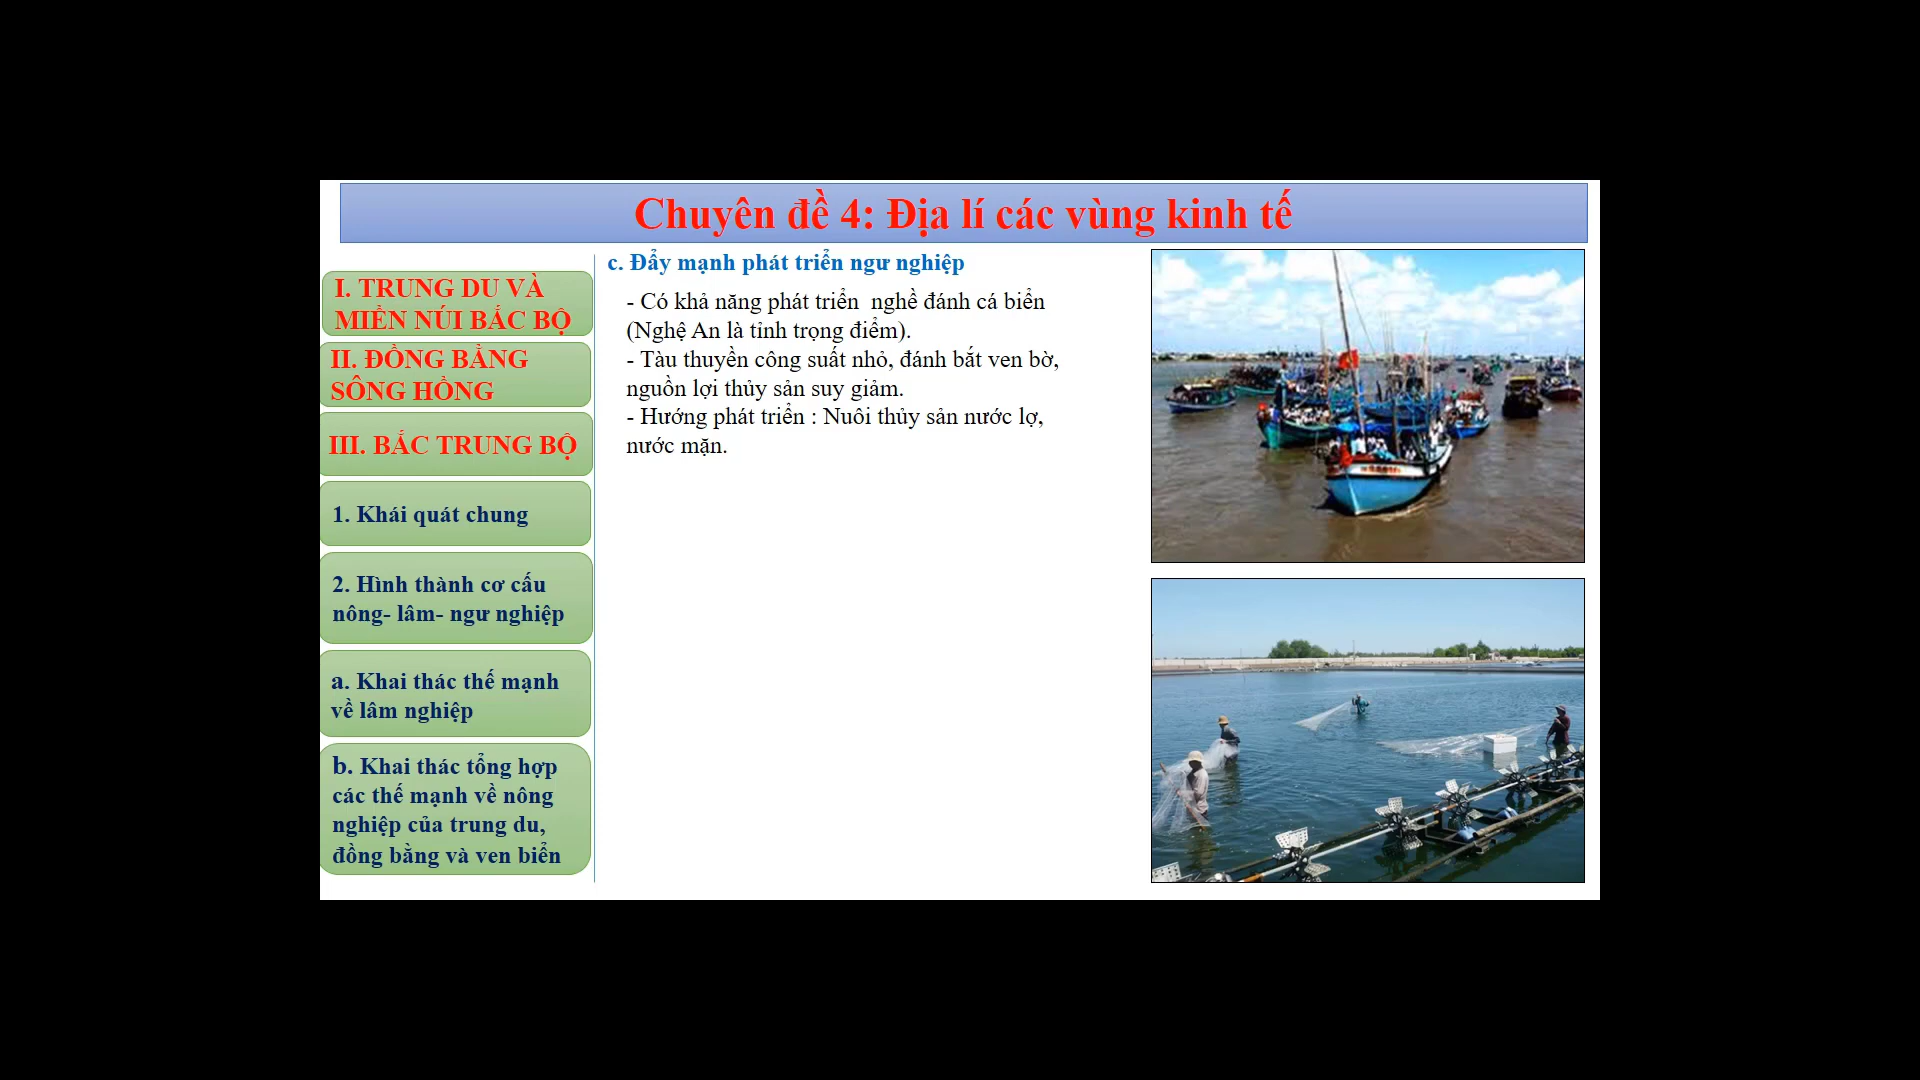 Chuyên đề 4: Địa lí các vùng kinh tế
I. TRUNG DU VÀ
MIỀN NÚI BẮC BỘ
II. ĐỒNG BẰNG
SÔNG HỒNG
III. BẮC TRUNG BỘ
1. Khái quát chung
2. Hình thành cơ cấu
nông- lâm- ngư nghiệp
a. Khai thác thế mạnh
về lâm nghiệp
b. Khai thác tổng hợp
các thế mạnh về nông
nghiệp của trung du,
đồng bằng và ven biển
c. Đẩy mạnh phát triển ngư nghiệp
- Có khả năng phát triển  nghề đánh cá biển
(Nghệ An là tỉnh trọng điểm).
- Tàu thuyền công suất nhỏ, đánh bắt ven bờ,
nguồn lợi thủy sản suy giảm.
- Hướng phát triển : Nuôi thủy sản nước lợ,
nước mặn.